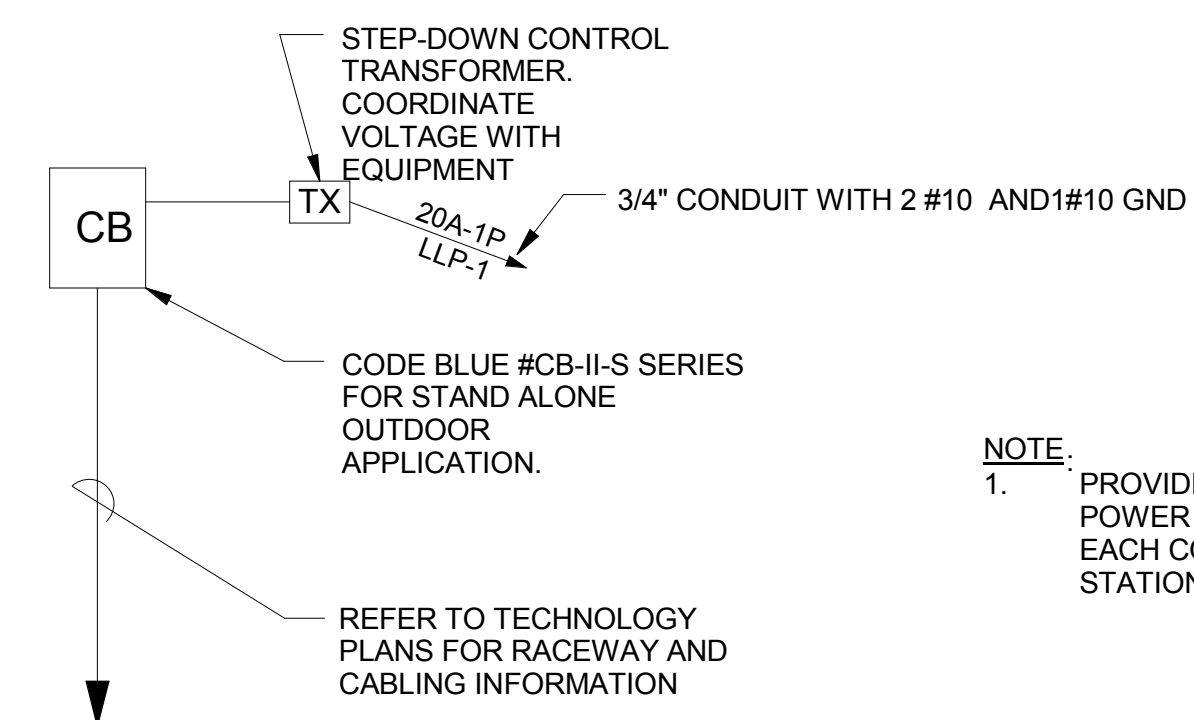 STEP-DOWN CONTROL
TRANSFORMER.
COORDINATE
VOLTAGE WITH
EQUIPMENT
CB
TX
20A-1P
LLP-1
3/4" CONDUIT WITH 2 #10 AND1#10 GND
CODE BLUE #CB-II-S SERIES
FOR STAND ALONE
OUTDOOR
APPLICATION.
NOTE:
1. PROVIDE
POWER
EACH
STATION
REFER TO TECHNOLOGY
PLANS FOR RACEWAY AND
CABLING INFORMATION